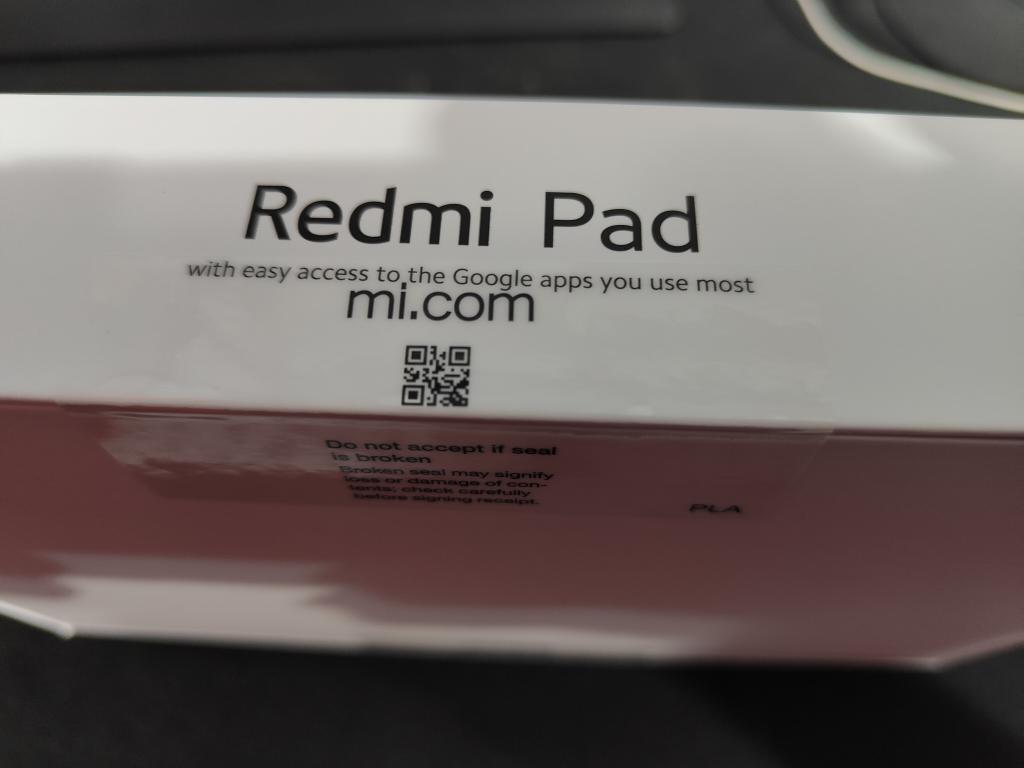 Redmi Pad
with easy access to the Google apps you use most
mi.com
Do not accept if seal
is broken
Broken seal may signify
loss or damage of con-
tents; check carefully
before signing receipt.
PLA